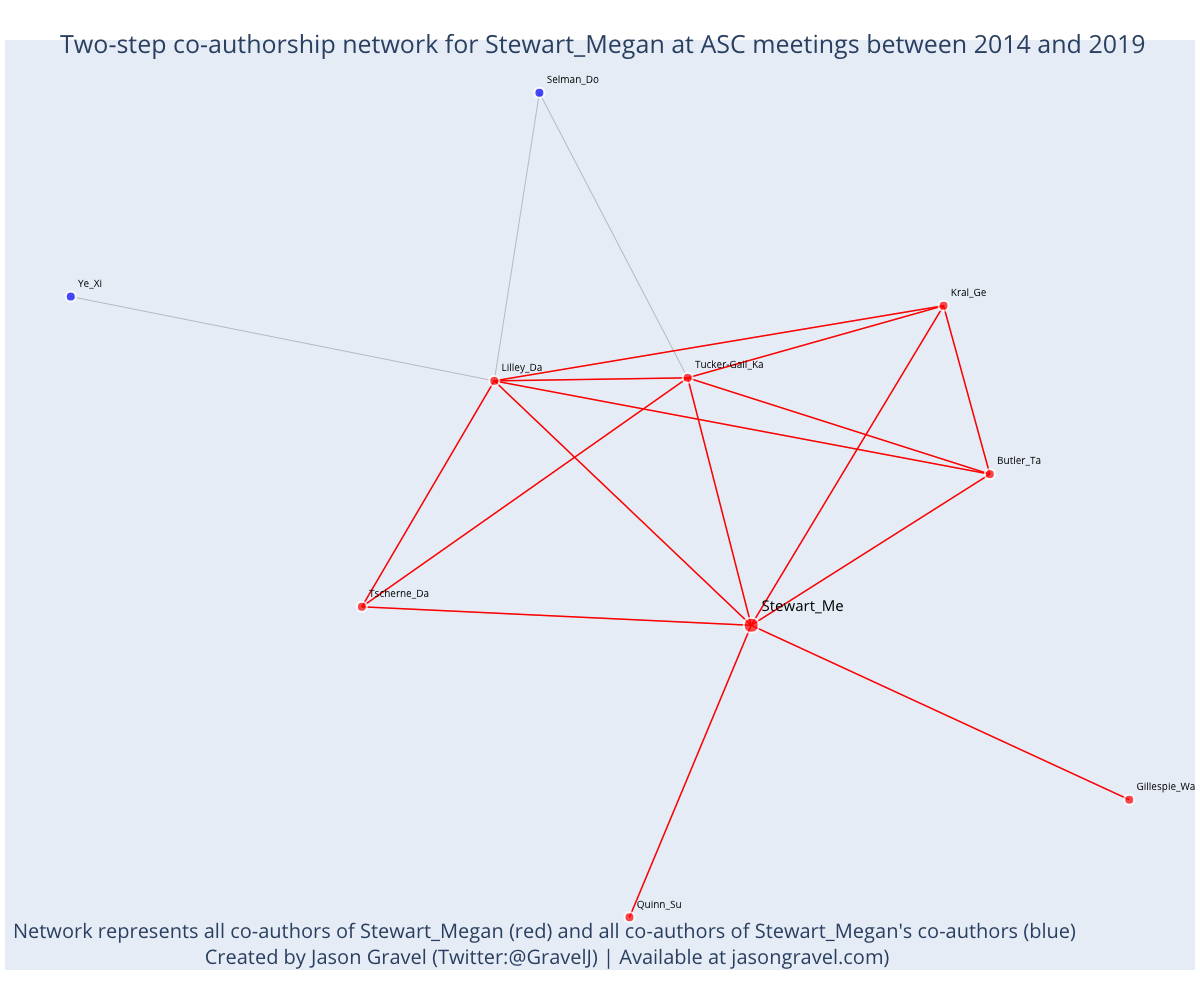 Two-step co-authorship network for Stewart_Megan at ASC meetings between 2014 and 2019
Selman_Do
Ye_Xi
Kral_Ge
Lilley_Da
Tucker-Gail_Ka
Butler_Ta
Tscherne_Da
Stewart_Me
Gillespie_Wa
Quinn_Su
Network represents all co-authors of Stewart_Megan (red) and all co-authors of Stewart_Megan's co-authors (blue)
Created by Jason Gravel (Twitter:@GravelJ) | Available at jasongravel.com)